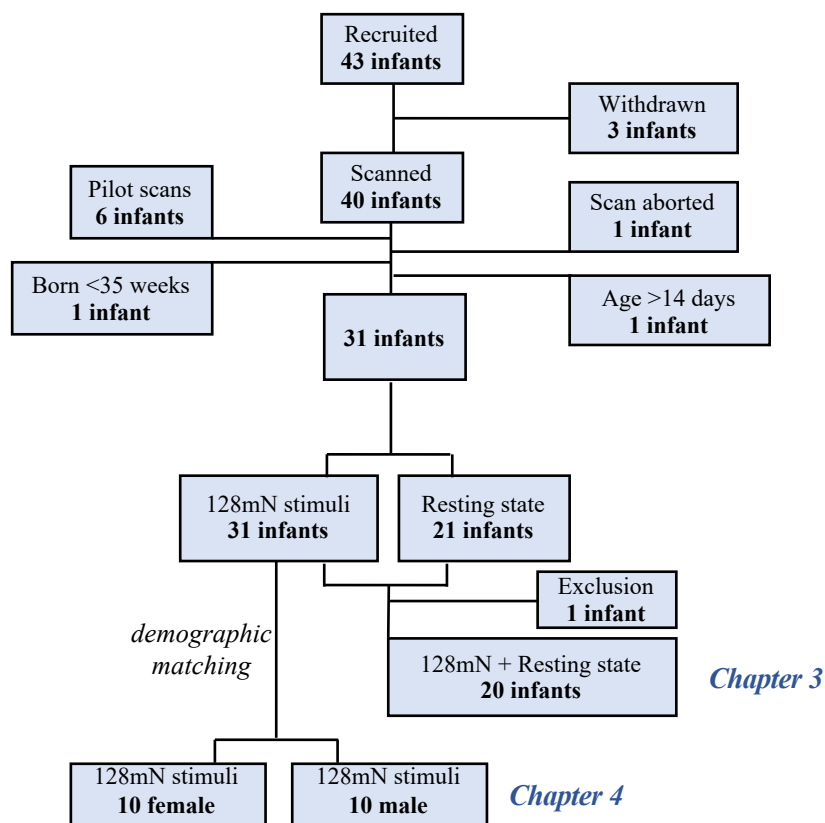 Recruited
43 infants
Withdrawn
3 infants
Scanned
40 infants
Pilot scans
6 infants
Scan aborted
1 infant
Born <35 weeks
1 infant
Age >14 days
1 infant
31 infants
128mN stimuli
31 infants
Resting state
21 infants
Exclusion
1 infant
demographic
matching
128mN + Resting state
20 infants
Chapter 3
128mN stimuli
10 female
128mN stimuli
10 male
Chapter 4